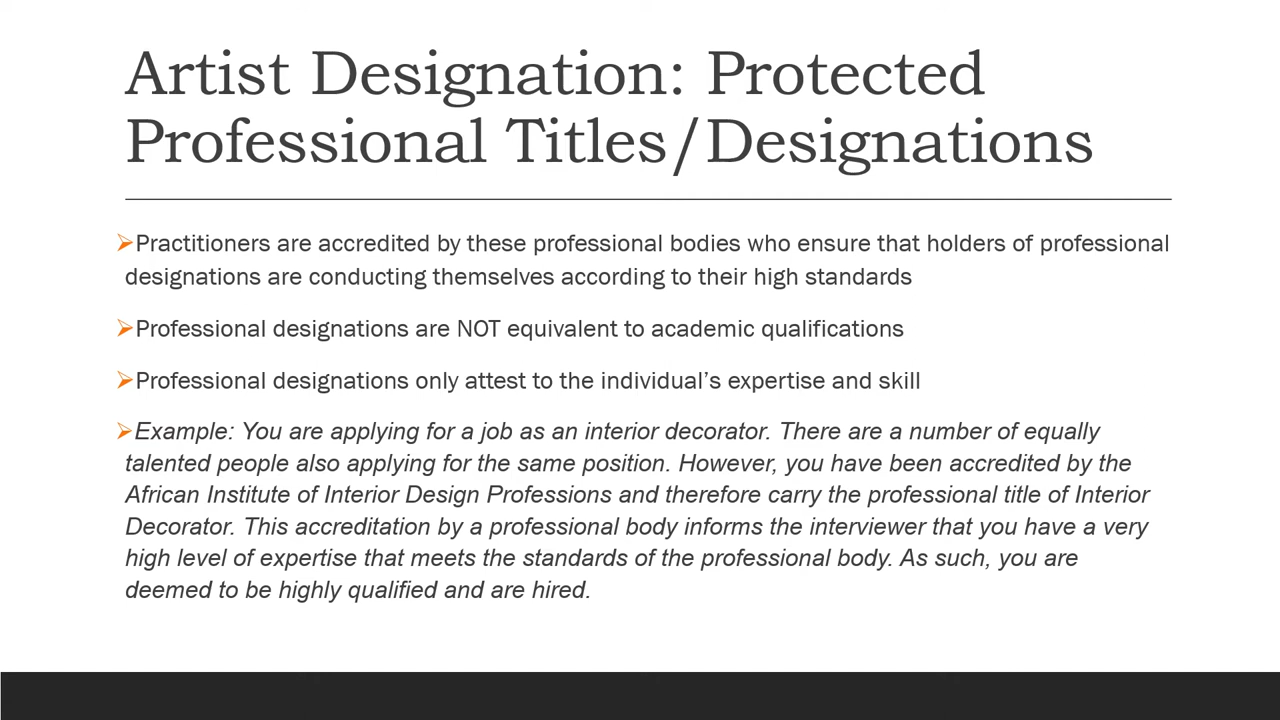 Artist Designation: Protected
Professional Titles/Designations
➢Practitioners are accredited by these professional bodies who ensure that holders of professional
designations are conducting themselves according to their high standards
➢Professional designations are NOT equivalent to academic qualifications
➢Professional designations only attest to the individual’s expertise and skill
➢Example: You are applying for a job as an interior decorator. There are a number of equally
talented people also applying for the same position. However, you have been accredited by the
African Institute of Interior Design Professions and therefore carry the professional title of Interior
Decorator. This accreditation by a professional body informs the interviewer that you have a very
high level of expertise that meets the standards of the professional body. As such, you are
deemed to be highly qualified and are hired.